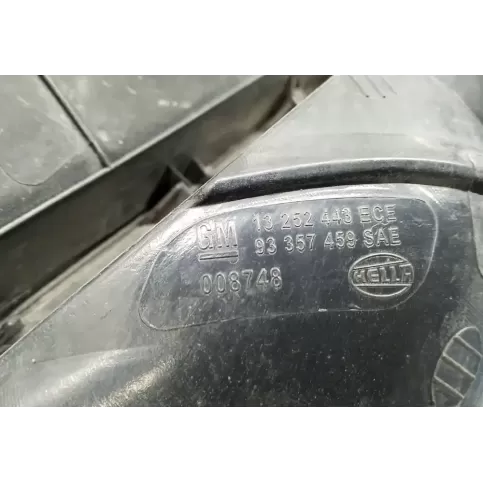 GM 13 252 443 ECE
93 357 459 SAE
008748 HELLA